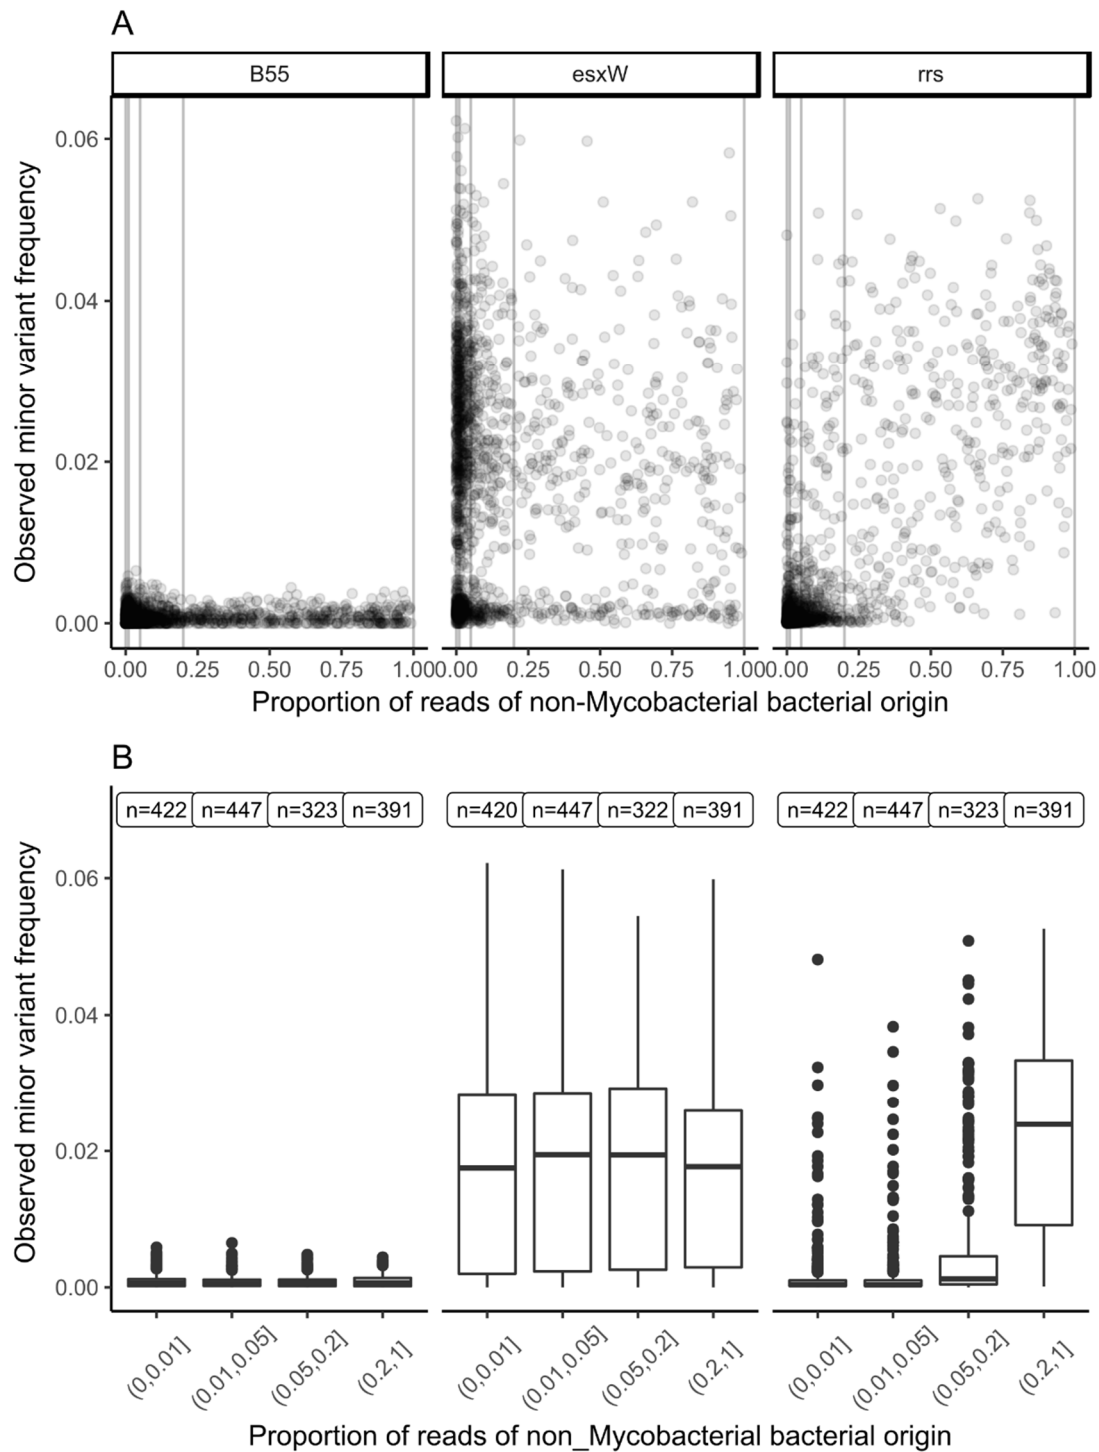 A
B55 esxW rrs
Observed minor variant frequency
0.06
0.04
0.02
0.00
0.00 0.25 0.50 0.75 1.00 0.00 0.25 0.50 0.75 1.00 0.00 0.25 0.50 0.75 1.00
Proportion of reads of non-Mycobacterial bacterial origin
B
n=422 n=447 n=323 n=391 n=420 n=447 n=322 n=391 n=422 n=447 n=323 n=391
Observed minor variant frequency
0.06
0.04
0.02
0.00
(0,0.01] (0.01,0.05] (0.05,0.2] (0.2,1] (0,0.01] (0.01,0.05] (0.05,0.2] (0.2,1] (0,0.01] (0.01,0.05] (0.05,0.2] (0.2,1]
Proportion of reads of non_Mycobacterial bacterial origin